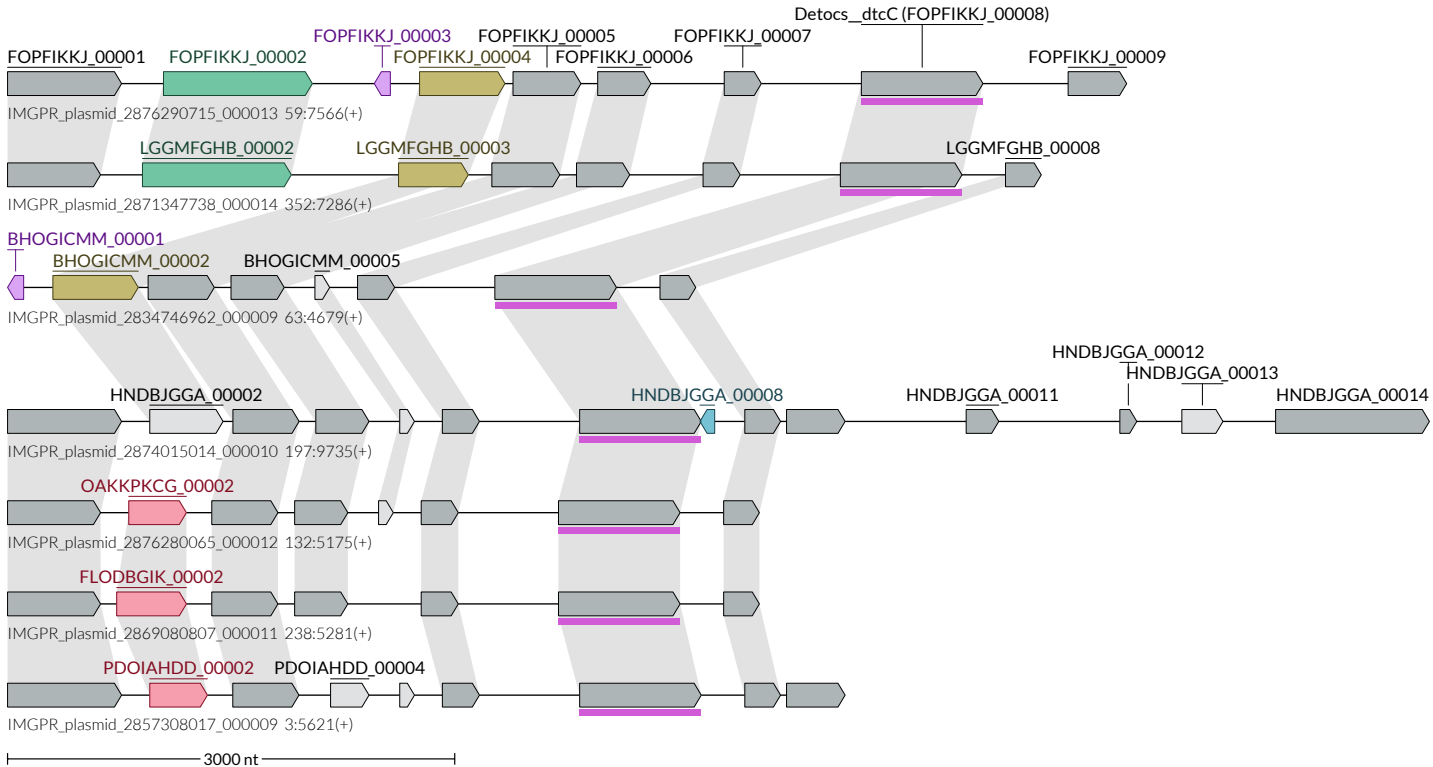 Detocs__dtcC (FOPFIKKJ_00008)
FOPFIKKJ_00003 FOPFIKKJ_00005 FOPFIKKJ_00007
FOPFIKKJ_00001 FOPFIKKJ_00002 FOPFIKKJ_00004 FOPFIKKJ_00006 FOPFIKKJ_00009
IMGPR_plasmid_2876290715_000013 59:7566(+)
LGGMFGHB_00002 LGGMFGHB_00003 LGGMFGHB_00008
IMGPR_plasmid_2871347738_000014 352:7286(+)
BHOGICMM_00001
BHOGICMM_00002 BHOGICMM_00005
IMGPR_plasmid_2834746962_000009 63:4679(+)
HNDBJGGA_00012
HNDBJGGA_00013
HNDBJGGA_00002 HNDBJGGA_00008 HNDBJGGA_00011 HNDBJGGA_00014
IMGPR_plasmid_2874015014_000010 197:9735(+)
OAKKPKCG_00002
IMGPR_plasmid_2876280065_000012 132:5175(+)
FLODBGIK_00002
IMGPR_plasmid_2869080807_000011 238:5281(+)
PDOIAHDD_00002 PDOIAHDD_00004
IMGPR_plasmid_2857308017_000009 3:5621(+)
3000 nt